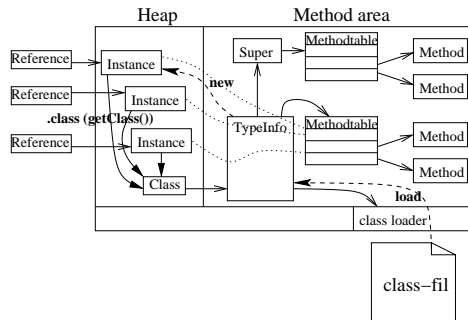 Heap
Method area
Reference
Instance
Super
Methodtable
Method
Method
new
Reference
Instance
.class (getClass())
TypeInfo
Methodtable
Method
Reference
Instance
Method
Class
load
class loader
class-fil